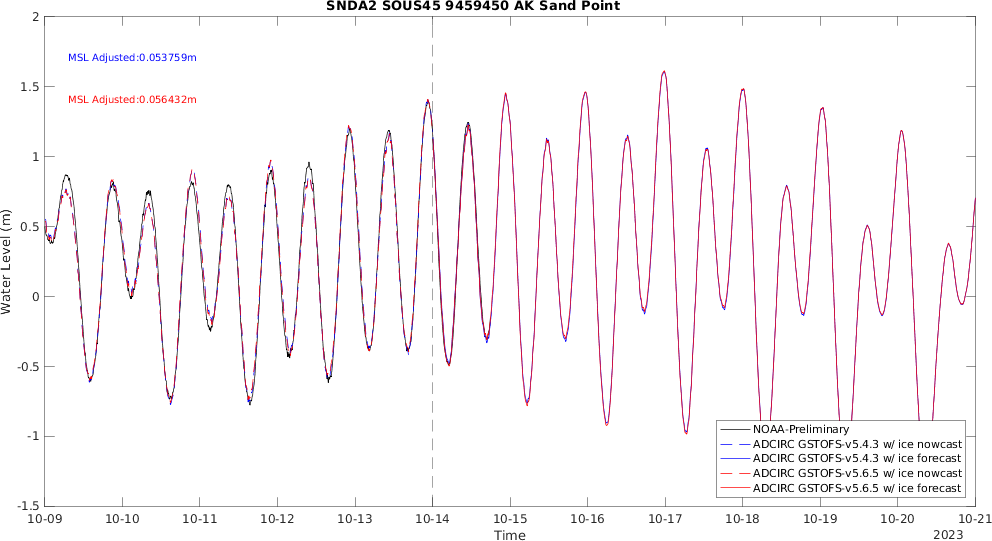 SNDA2 SOUS45 9459450 AK Sand Point
MSL Adjusted:0.053759m
MSL Adjusted:0.056432m
Water Level (m)
2
1.5
1
0.5
0
-0.5
-1
-1.5
NOAA-Preliminary
ADCIRC GSTOFS-v5.4.3 w/ ice nowcast
ADCIRC GSTOFS-v5.4.3 w/ ice forecast
ADCIRC GSTOFS-v5.6.5 w/ ice nowcast
ADCIRC GSTOFS-v5.6.5 w/ ice forecast
10-09 10-10 10-11 10-12 10-13 10-14 10-15 10-16 10-17 10-18 10-19 10-20 10-21
Time
2023